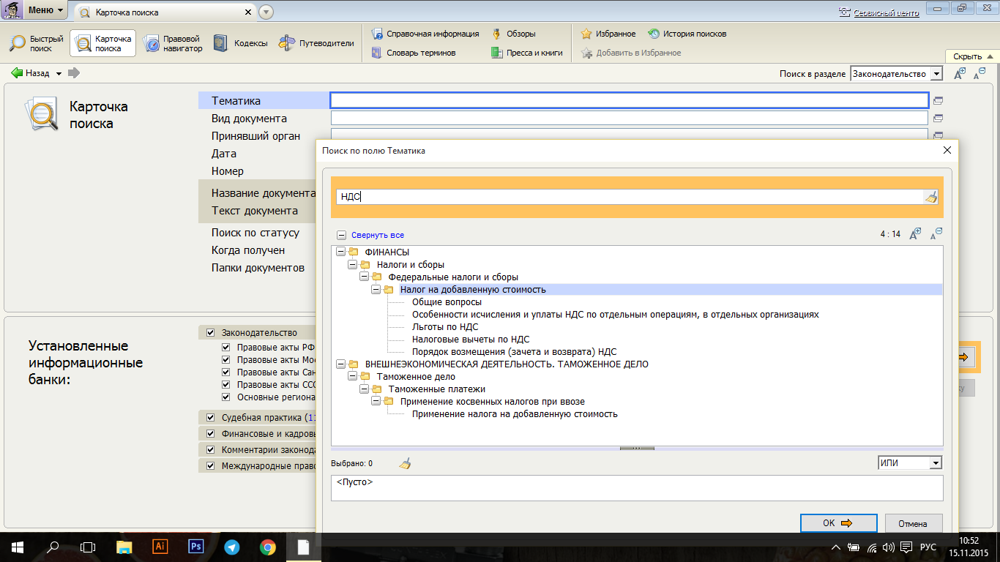 Меню
Карточка поиска
Сервисный центр
Быстрый поиск
Карточка поиска
Правовой навигатор
Кодексы
Путеводители
Справочная информация
Словарь терминов
Обзоры
Пресса и книги
Избранное
История поисков
Добавить в Избранное
Скрыть
Назад
Поиск в разделе
Законодательство
Карточка
поиска
Тематика
Вид документа
Принявший орган
Дата
Номер
Название документа
Текст документа
Поиск по статусу
Когда получен
Папки документов
Установленные
информационные
банки:
Законодательство
Правовые акты РФ
Правовые акты Мос
Правовые акты Сан
Правовые акты ССС
Основные региона
Судебная практика (11
Финансовые и кадровы
Комментарии законода
Международные право
Поиск по полю Тематика
НДС
Свернуть все
4 : 14
ФИНАНСЫ
Налоги и сборы
Федеральные налоги и сборы
Налог на добавленную стоимость
Общие вопросы
Особенности исчисления и уплаты НДС по отдельным операциям, в отдельных организациях
Льготы по НДС
Налоговые вычеты по НДС
Порядок возмещения (зачета и возврата) НДС
ВНЕШНЕЭКОНОМИЧЕСКАЯ ДЕЯТЕЛЬНОСТЬ. ТАМОЖЕННОЕ ДЕЛО
Таможенное дело
Таможенные платежи
Применение косвенных налогов при ввозе
Применение налога на добавленную стоимость
Выбрано: 0
ИЛИ
<Пусто>
ОК
Отмена
Ai
Ps
РУС
10:52
15.11.2015